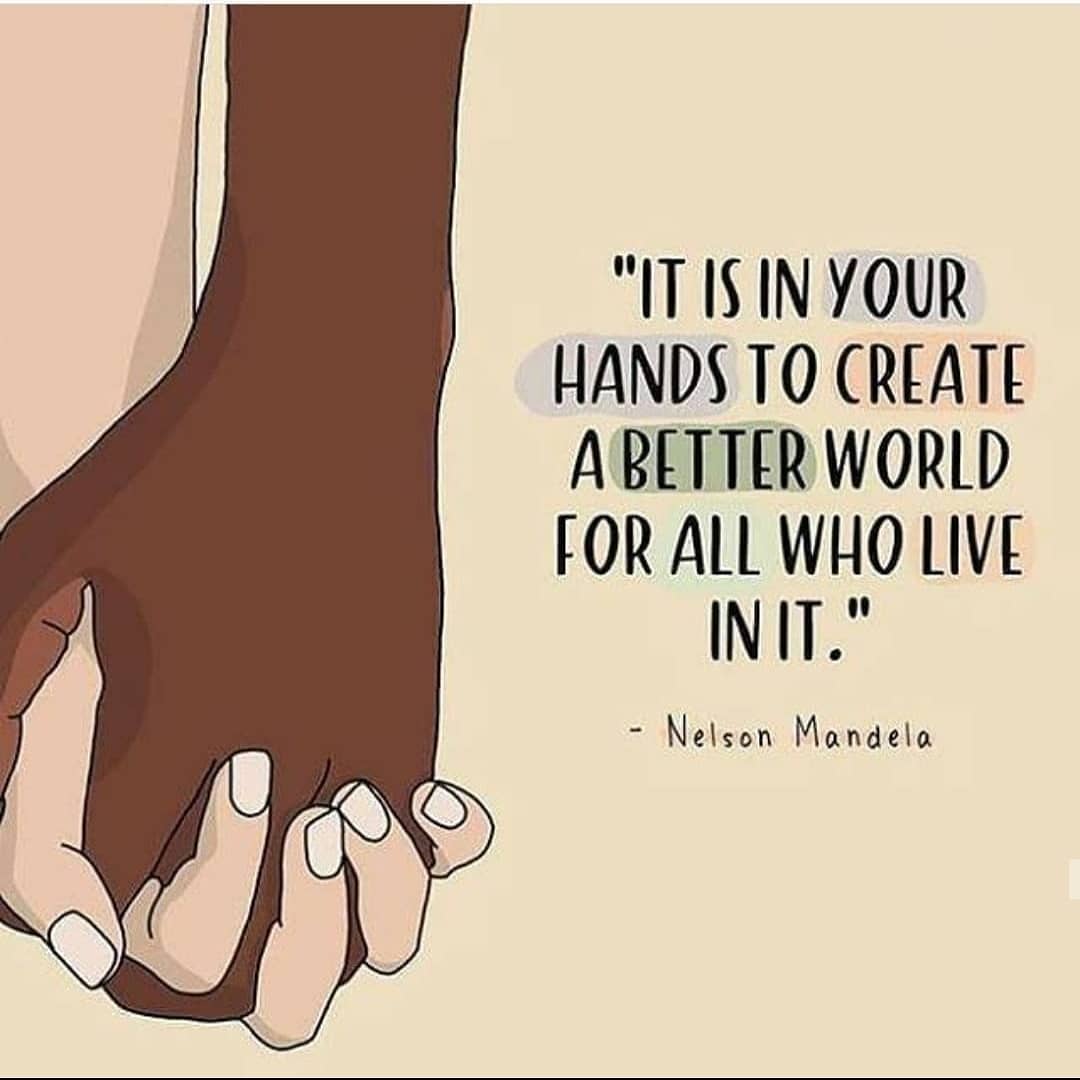 "IT IS IN YOUR
HANDS TO CREATE
A BETTER WORLD
FOR ALL WHO LIVE
IN IT."
- Nelson Mandela